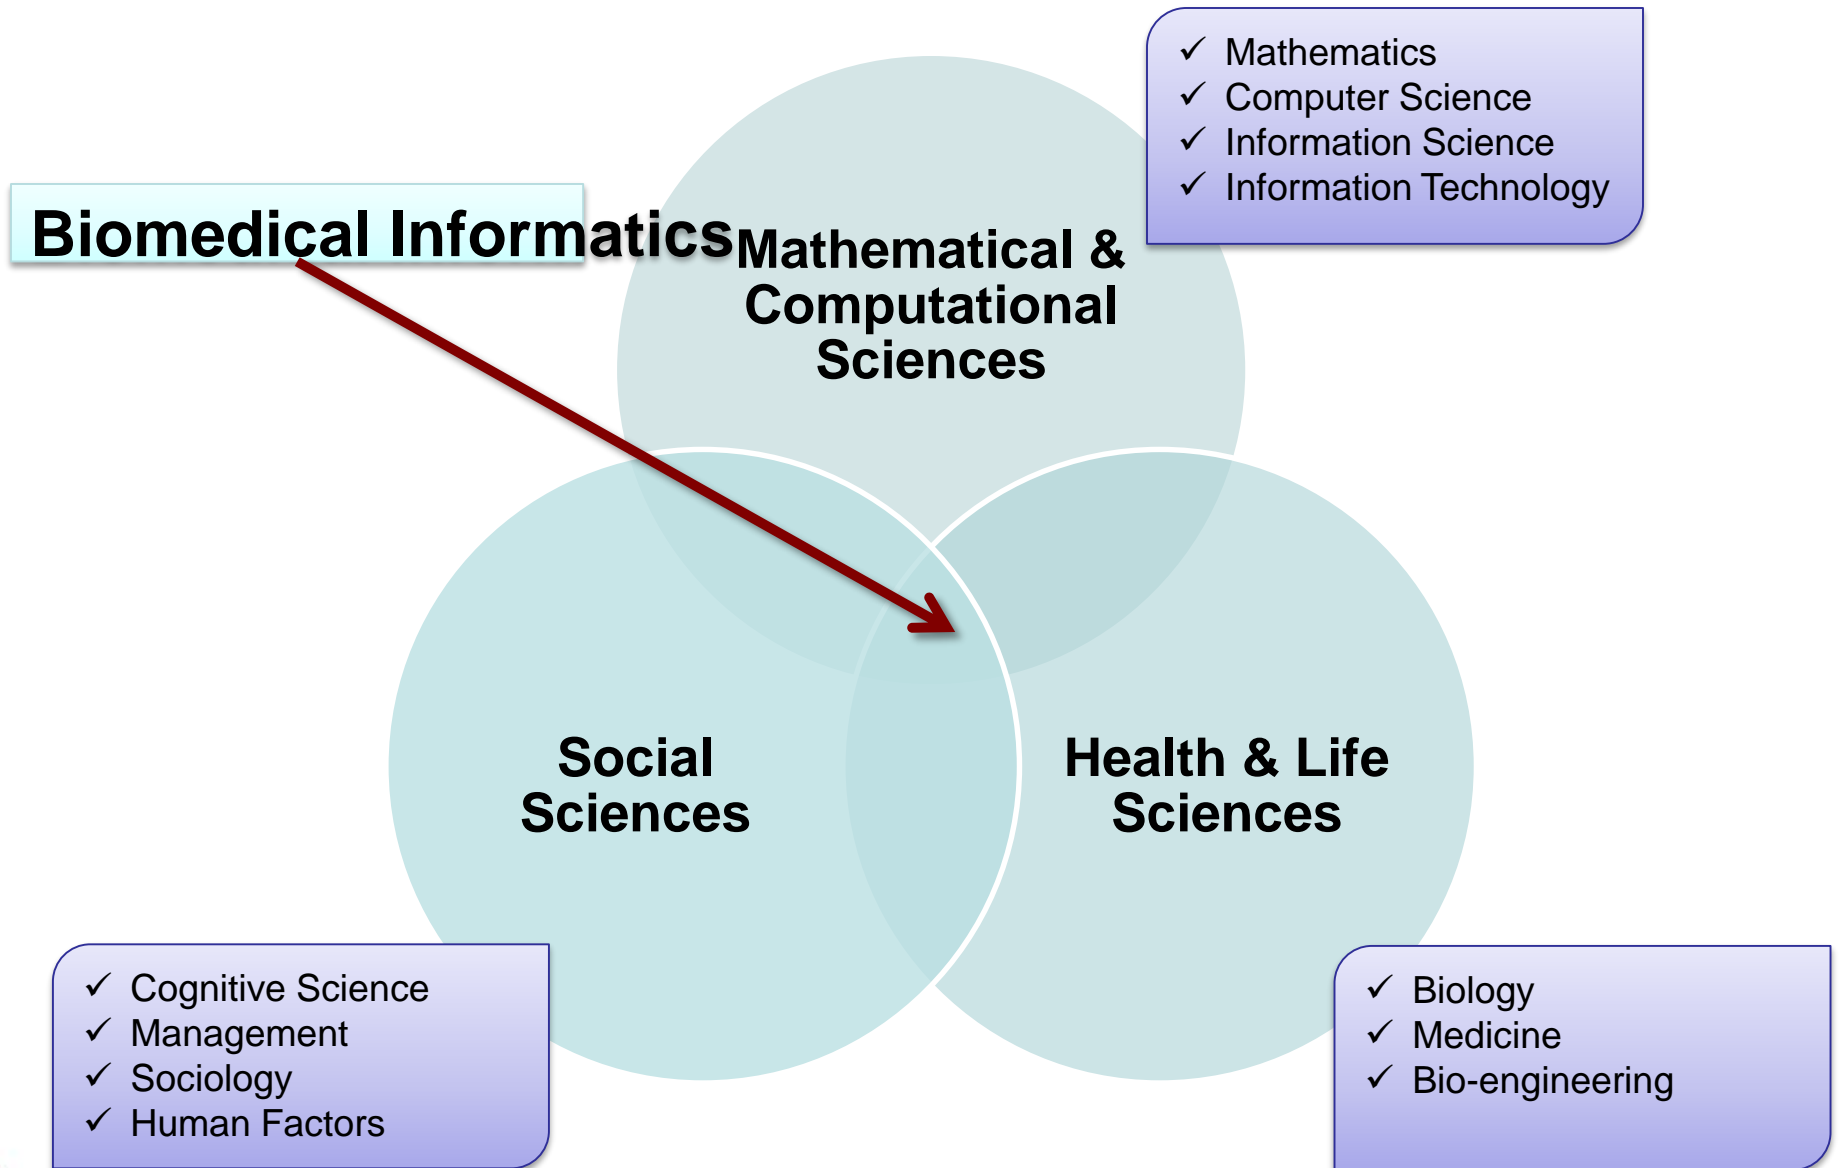 ✓ Mathematics
✓ Computer Science
✓ Information Science
✓ Information Technology
Biomedical Informatics
Mathematical &
Computational
Sciences
Social
Sciences
Health & Life
Sciences
✓ Cognitive Science
✓ Management
✓ Sociology
✓ Human Factors
✓ Biology
✓ Medicine
✓ Bio-engineering